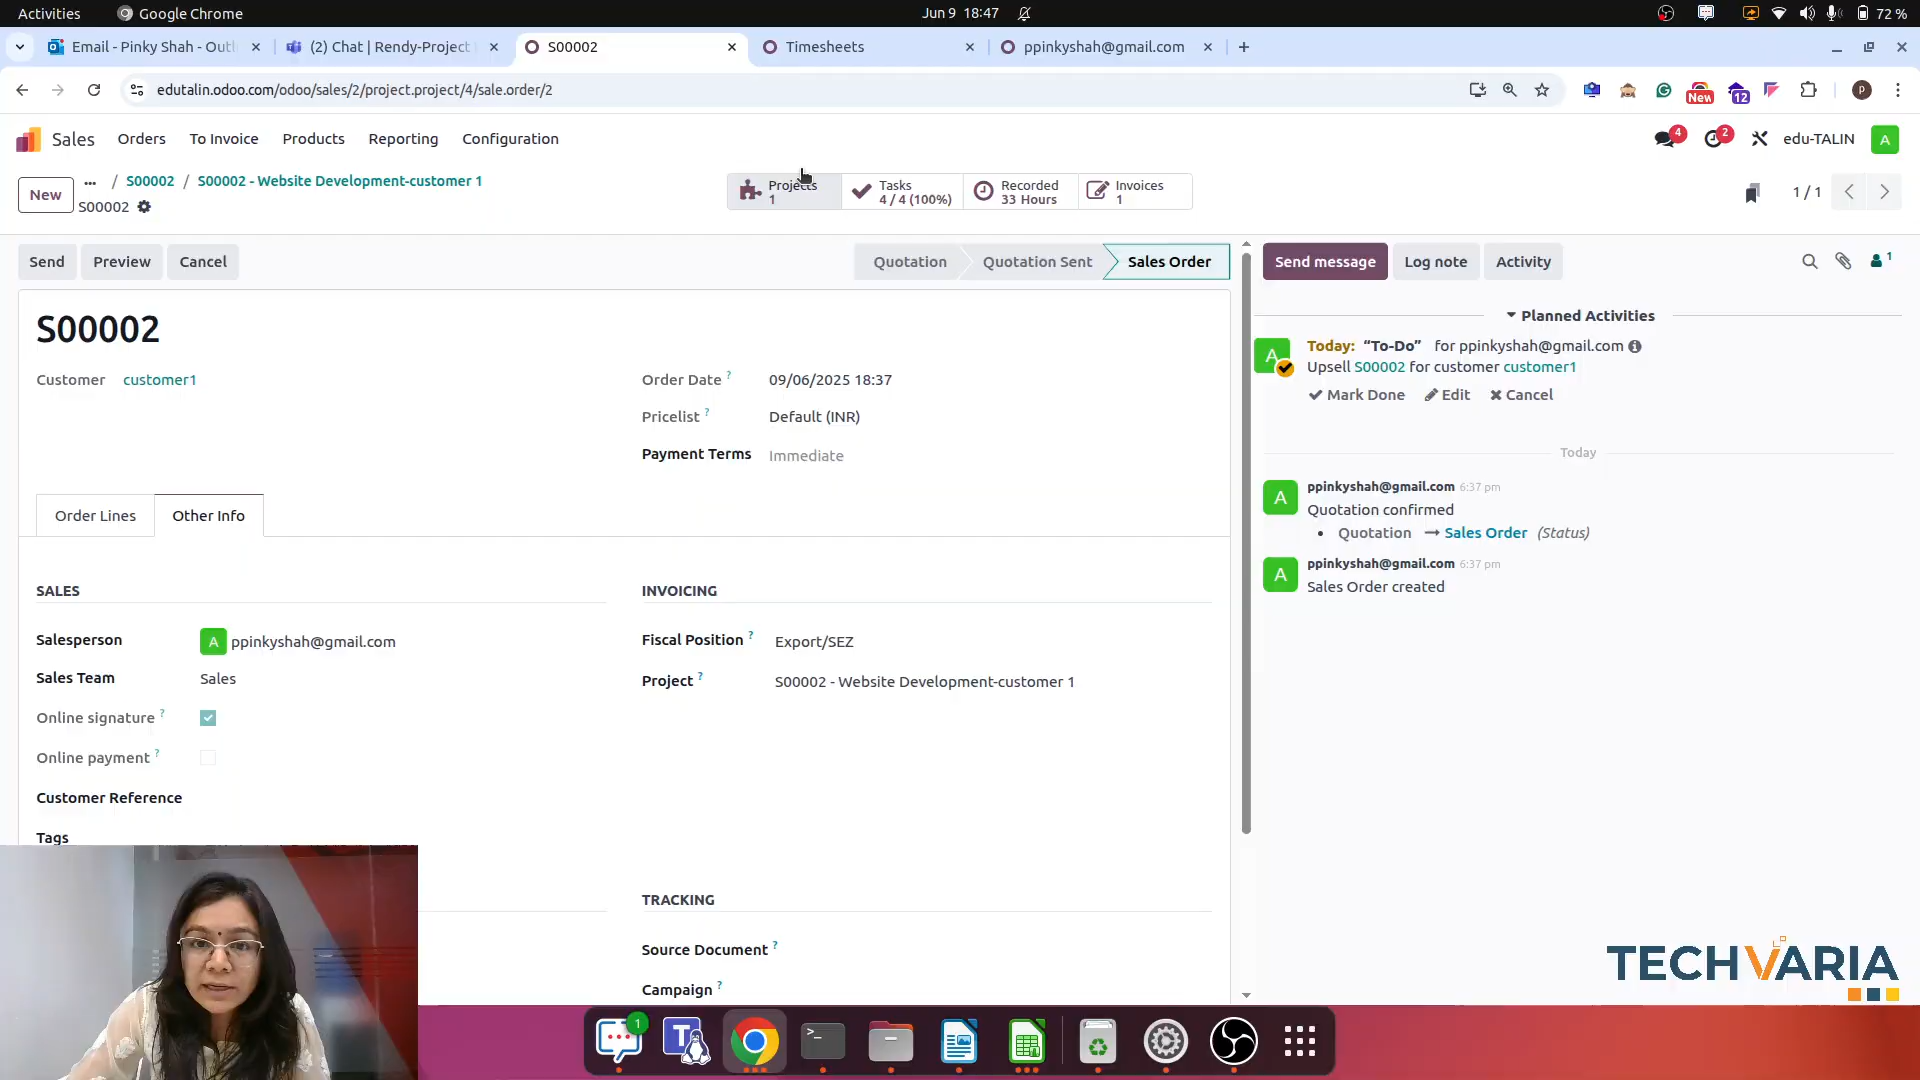 Activities
Google Chrome
Jun 9 18:47
72 %
Email - Pinky Shah - Outl
(2) Chat | Rendy-Project
S00002
Timesheets
ppinkyshah@gmail.com
edutalin.odoo.com/odoo/sales/2/project.project/4/sale.order/2
New
12
P
Sales
Orders
To Invoice
Products
Reporting
Configuration
4
2
edu-TALIN
A
New
... / S00002 / S00002 - Website Development-customer 1
S00002
Projects
1
Tasks
4 / 4 (100%)
Recorded
33 Hours
Invoices
1
1 / 1
Send
Preview
Cancel
Quotation
Quotation Sent
Sales Order
Send message
Log note
Activity
1
S00002
Customer customer1
Order Date ? 09/06/2025 18:37
Pricelist ? Default (INR)
Payment Terms Immediate
Order Lines
Other Info
SALES
Salesperson A ppinkyshah@gmail.com
Sales Team Sales
Online signature ?
Online payment ?
Customer Reference
Tags
INVOICING
Fiscal Position ? Export/SEZ
Project ? S00002 - Website Development-customer 1
TRACKING
Source Document ?
Campaign ?
Planned Activities
A
Today: “To-Do” for ppinkyshah@gmail.com
Upsell S00002 for customer customer1
Mark Done Edit Cancel
Today
A
ppinkyshah@gmail.com 6:37 pm
Quotation confirmed
• Quotation → Sales Order (Status)
A
ppinkyshah@gmail.com 6:37 pm
Sales Order created
TECHVARIA
1
T
>_